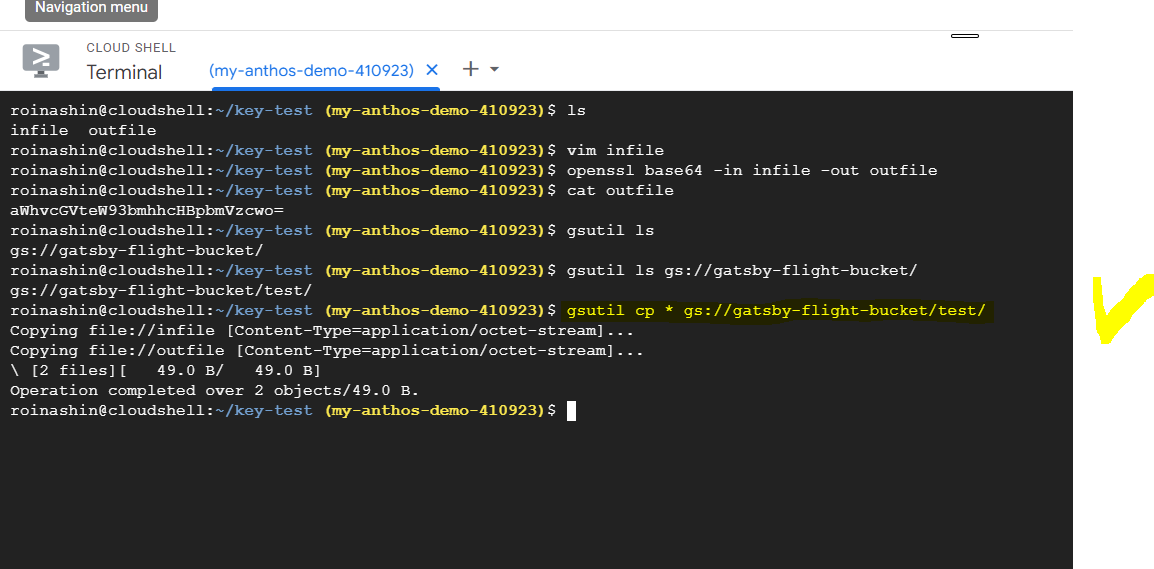 Navigation menu
CLOUD SHELL
Terminal (my-anthos-demo-410923)
roinashin@cloudshell:~/key-test (my-anthos-demo-410923)$ ls
infile  outfile
roinashin@cloudshell:~/key-test (my-anthos-demo-410923)$ vim infile
roinashin@cloudshell:~/key-test (my-anthos-demo-410923)$ openssl base64 -in infile -out outfile
roinashin@cloudshell:~/key-test (my-anthos-demo-410923)$ cat outfile
aWhvcGVteW93bmhhcHBpbmVzcwo=
roinashin@cloudshell:~/key-test (my-anthos-demo-410923)$ gsutil ls
gs://gatsby-flight-bucket/
roinashin@cloudshell:~/key-test (my-anthos-demo-410923)$ gsutil ls gs://gatsby-flight-bucket/
gs://gatsby-flight-bucket/test/
roinashin@cloudshell:~/key-test (my-anthos-demo-410923)$ gsutil cp * gs://gatsby-flight-bucket/test/
Copying file://infile [Content-Type=application/octet-stream]...
Copying file://outfile [Content-Type=application/octet-stream]...
\ [2 files][   49.0 B/   49.0 B]
Operation completed over 2 objects/49.0 B.
roinashin@cloudshell:~/key-test (my-anthos-demo-410923)$